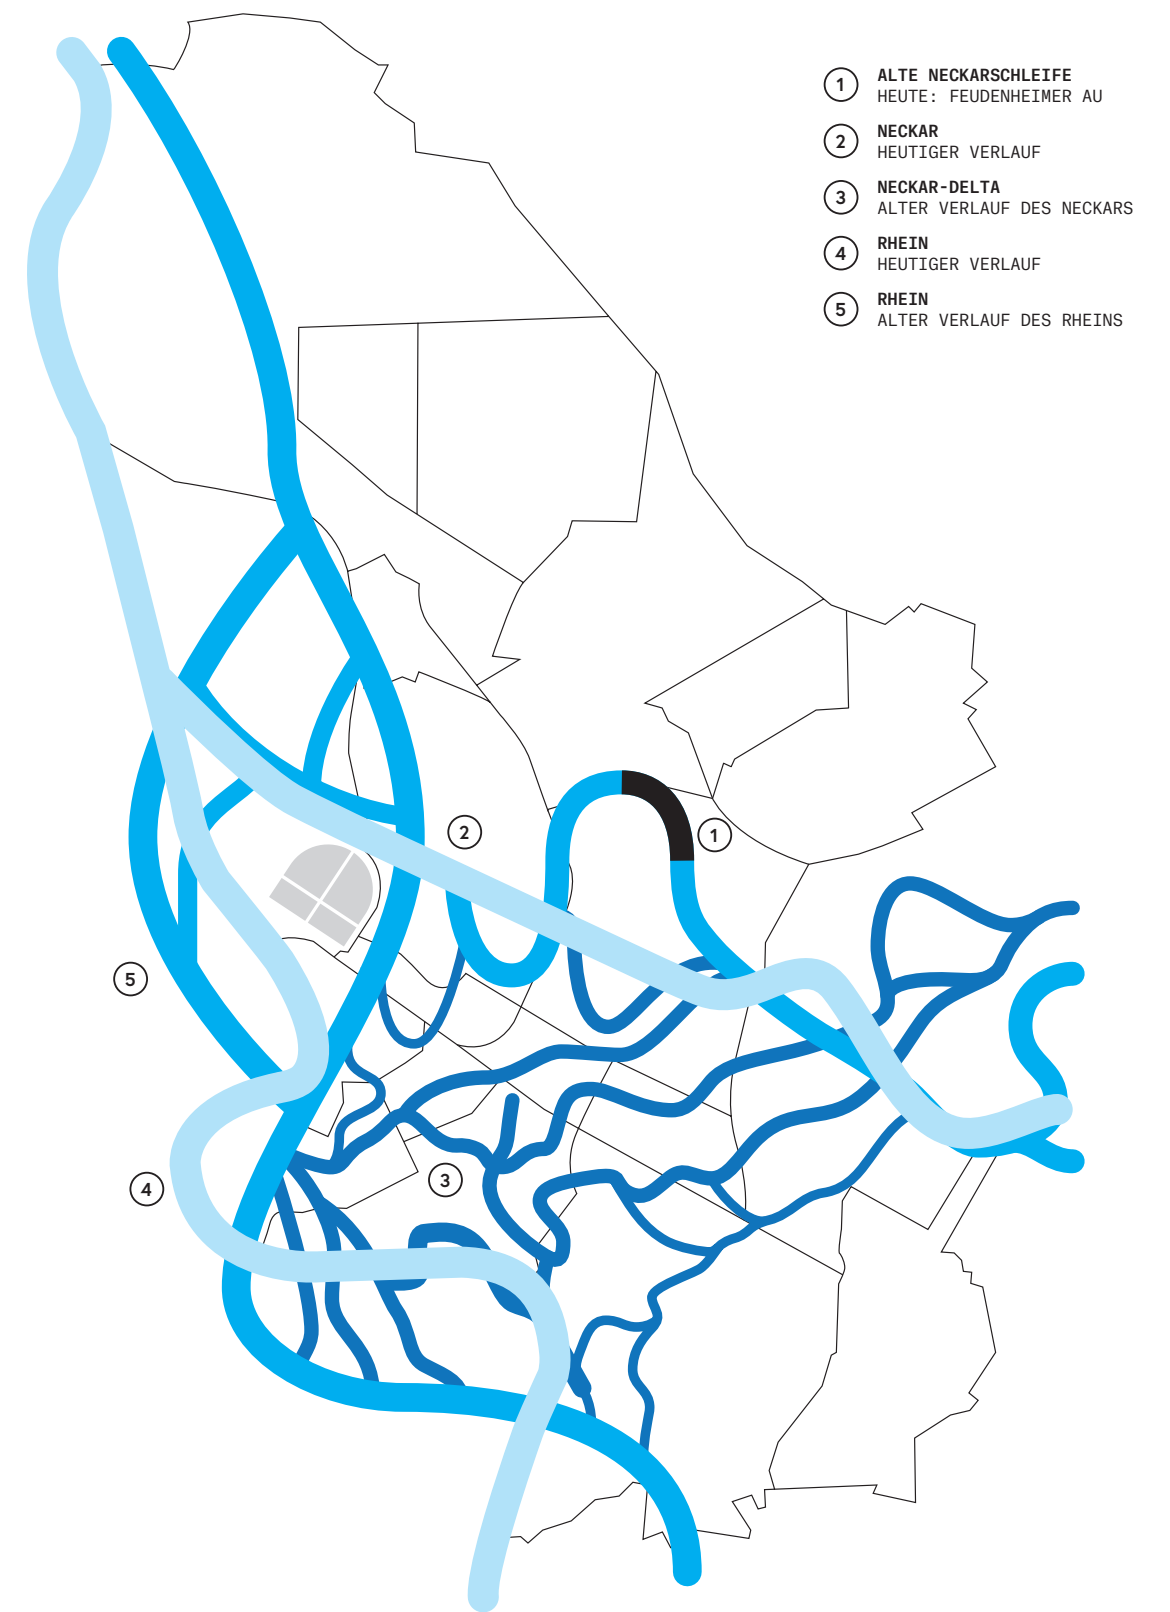 1 ALTE NECKARSCHLEIFE
HEUTE: FEUDENHEIMER AU
2 NECKAR
HEUTIGER VERLAUF
3 NECKAR-DELTA
ALTER VERLAUF DES NECKARS
4 RHEIN
HEUTIGER VERLAUF
5 RHEIN
ALTER VERLAUF DES RHEINS
2
1
5
3
4